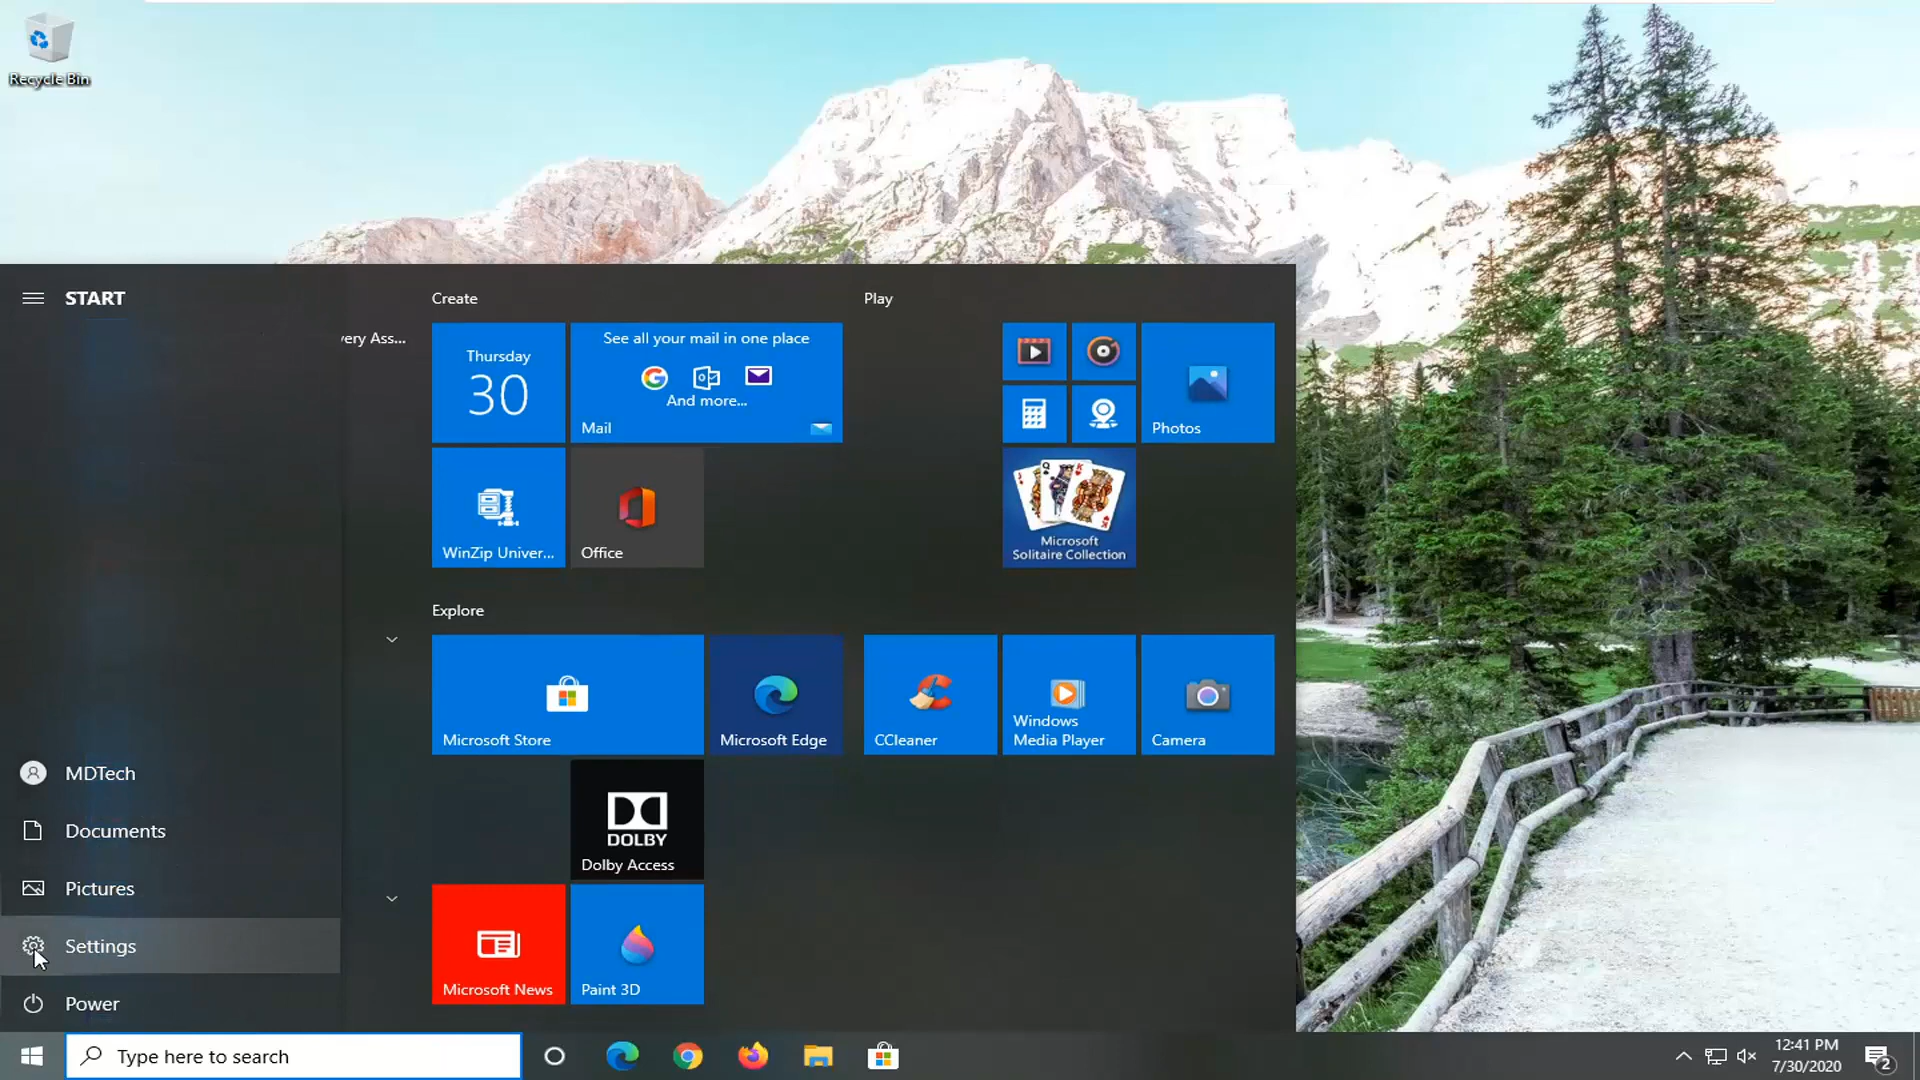 Recycle Bin
START
very Ass...
Create
Thursday
30
See all your mail in one place
And more...
Mail
WinZip Univer...
Office
Play
Photos
Microsoft
Solitaire Collection
Explore
Microsoft Store
Microsoft Edge
CCleaner
Windows
Media Player
Camera
DOLBY
Dolby Access
Microsoft News
Paint 3D
MDTech
Documents
Pictures
Settings
Power
Type here to search
12:41 PM
7/30/2020
2